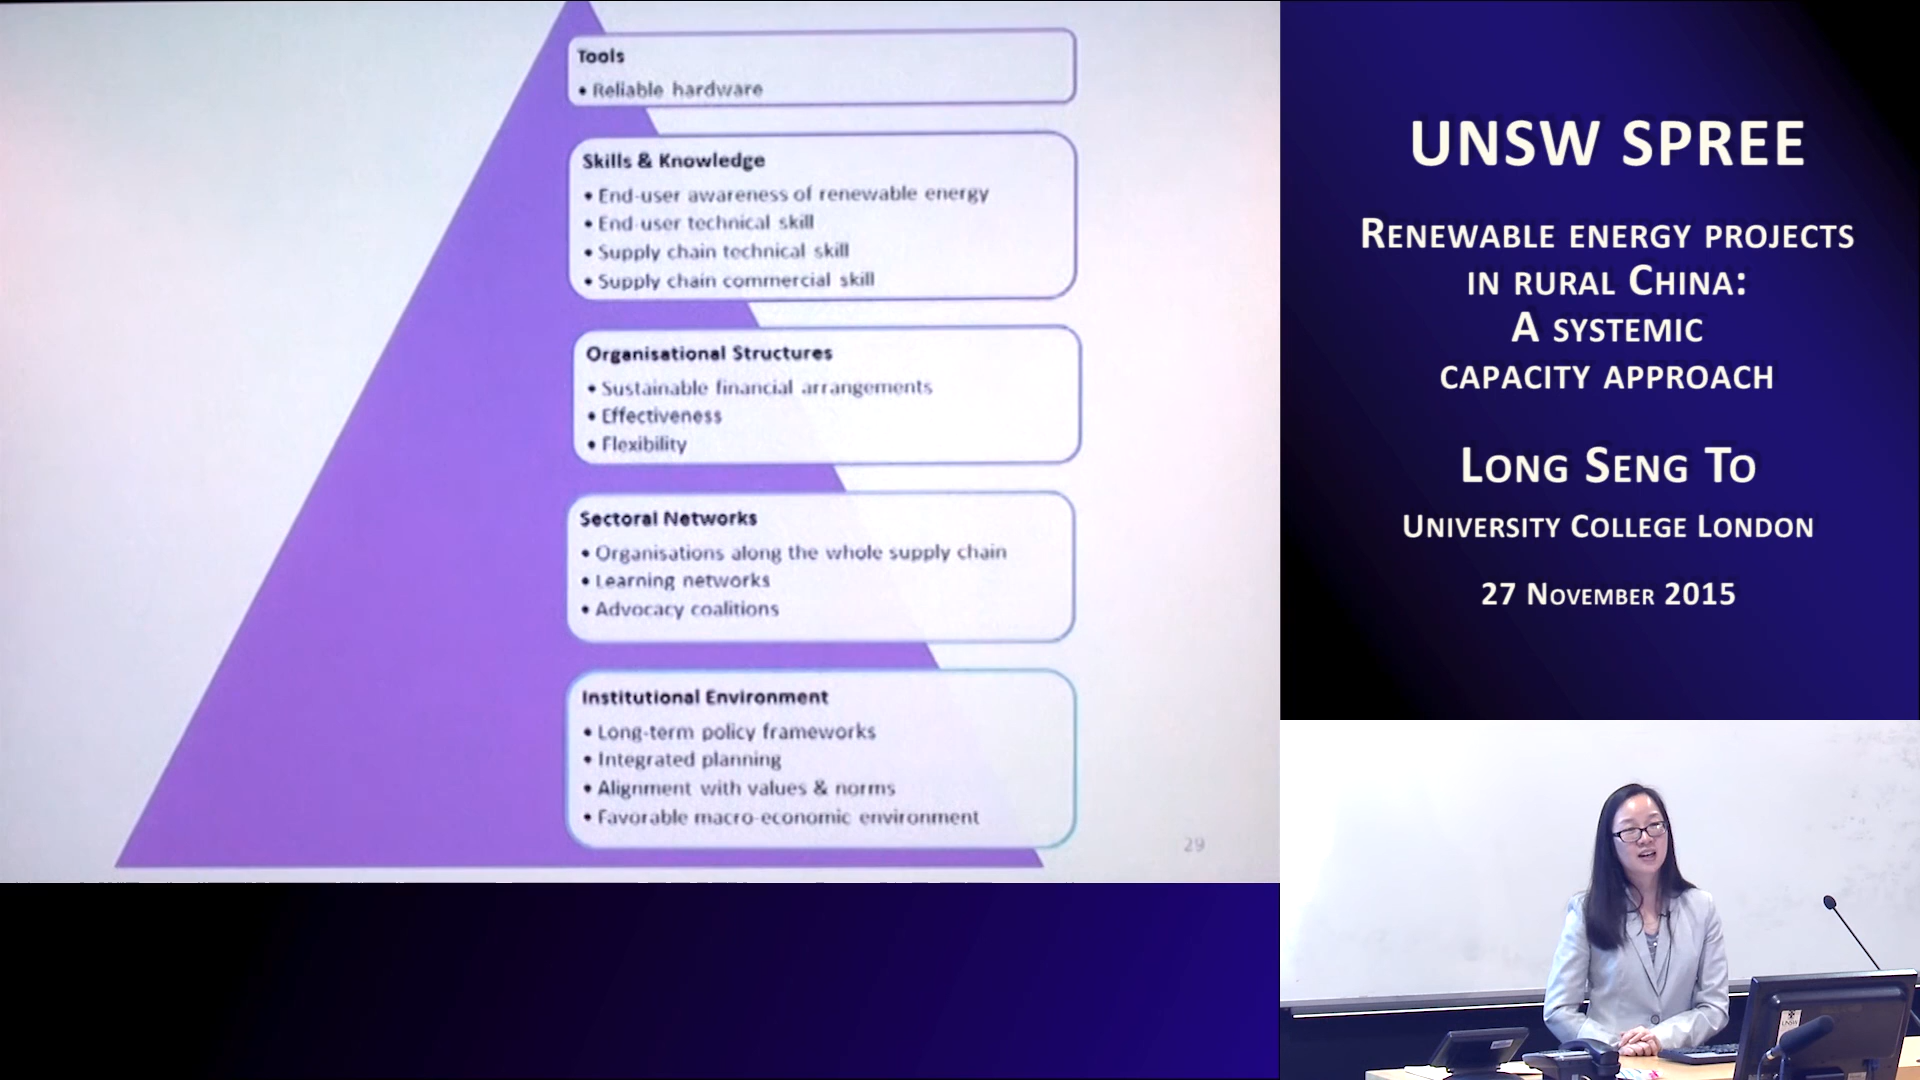 Tools
• Reliable hardware
Skills & Knowledge
• End-user awareness of renewable energy
• End-user technical skill
• Supply chain technical skill
• Supply chain commercial skill
Organisational Structures
• Sustainable financial arrangements
• Effectiveness
• Flexibility
Sectoral Networks
• Organisations along the whole supply chain
• Learning networks
• Advocacy coalitions
Institutional Environment
• Long-term policy frameworks
• Integrated planning
• Alignment with values & norms
• Favorable macro-economic environment
29
UNSW SPREE
Renewable energy projects
in rural China:
A systemic
capacity approach
Long Seng To
University College London
27 November 2015
UNSW